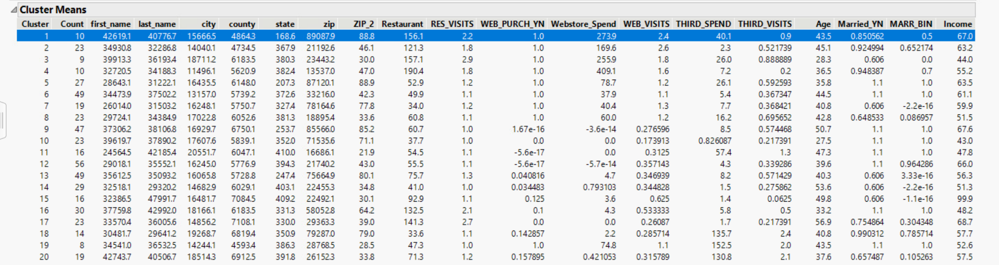 Cluster Means
Cluster Count first_name last_name city county state zip ZIP_2 Restaurant RES_VISITS WEB_PURCH_YN Webstore_Spend WEB_VISITS THIRD_SPEND THIRD_VISITS Age Married_YN MARR_BIN Income
1 10 42619.1 40776.7 15666.5 4864.3 168.6 89087.9 88.8 156.1 2.2 1.0 273.9 2.4 40.1 0.9 43.5 0.850562 0.5 67.0
2 23 34930.8 32286.8 14040.1 4734.5 367.9 21192.6 46.1 121.3 1.8 1.0 169.6 2.6 2.3 0.521739 45.1 0.924994 0.652174 63.2
3 9 39913.3 36193.4 18711.2 6183.5 380.3 23443.2 30.0 157.1 2.9 1.0 255.9 1.8 26.0 0.888889 28.3 0.606 0.0 44.0
4 10 32720.5 34188.3 11496.1 5620.9 382.4 13537.0 47.0 190.4 1.8 1.0 409.1 1.6 7.2 0.2 36.5 0.948387 0.7 55.2
5 27 28643.1 31222.1 16435.5 6148.0 207.3 87120.1 88.9 52.9 1.2 1.0 78.7 1.2 26.1 0.592593 35.8 1.1 1.0 63.5
6 49 34473.9 37502.2 13157.0 5739.2 372.6 33216.0 42.3 49.9 1.1 1.0 37.9 1.1 5.4 0.367347 44.5 1.1 1.0 61.1
7 19 26014.0 31503.2 16248.1 5750.7 327.4 78164.6 77.8 34.0 1.2 1.0 40.4 1.3 7.7 0.368421 40.8 0.606 -2.2e-16 59.9
8 23 29724.1 34384.9 17022.8 6052.6 381.3 18895.4 33.6 60.8 1.1 1.0 60.0 1.2 16.2 0.695652 42.8 0.648533 0.086957 51.5
9 47 37306.2 38106.8 16929.7 6750.1 253.7 85566.0 85.2 60.7 1.0 1.67e-16 -3.6e-14 0.276596 8.5 0.574468 50.7 1.1 1.0 67.6
10 23 39619.7 37890.2 17607.6 5839.1 352.0 71535.6 71.1 37.7 1.0 0.0 0.0 0.173913 0.826087 0.217391 27.5 1.1 1.0 43.0
11 16 24564.5 42185.4 20551.7 6047.1 410.0 16686.1 21.9 54.5 1.1 -5.6e-17 0.0 0.3125 57.4 1.3 47.3 1.1 1.0 47.8
12 56 29018.1 35552.1 16245.0 5776.9 394.3 21740.2 43.0 55.5 1.1 -5.6e-17 -5.7e-14 0.357143 4.3 0.339286 39.6 1.1 0.964286 66.0
13 49 35612.5 35093.2 16065.8 5728.8 247.4 75664.9 80.1 75.7 1.3 0.040816 4.7 0.346939 8.2 0.571429 40.3 0.606 3.33e-16 56.3
14 29 32518.1 29320.2 14682.9 6029.1 403.1 22455.3 34.8 41.0 1.0 0.034483 0.793103 0.344828 1.5 0.275862 53.6 0.606 -2.2e-16 51.3
15 16 32386.5 47991.7 16481.7 7084.5 409.2 22492.1 30.1 92.9 1.1 0.125 3.6 0.625 1.4 0.0625 49.8 0.606 -1.1e-16 99.9
16 30 37759.8 42992.0 18166.1 6183.5 331.3 58052.8 64.2 132.5 2.1 0.1 4.3 0.533333 5.8 0.5 33.2 1.1 1.0 48.2
17 23 33570.4 36005.6 14856.2 7108.1 330.0 29363.3 39.0 141.3 2.7 0.0 0.0 0.26087 1.7 0.217391 56.9 0.754864 0.304348 68.7
18 14 30481.7 29641.2 19268.7 6819.4 350.9 79287.0 79.0 33.6 1.1 0.142857 2.2 0.285714 135.7 2.4 40.8 0.990312 0.785714 57.7
19 8 34541.0 36532.5 14244.1 4593.4 386.3 28768.5 28.5 47.3 1.0 1.0 74.8 1.1 152.5 2.0 43.5 1.1 1.0 52.6
20 19 42743.7 40506.7 18514.3 6912.5 391.8 26152.3 33.8 71.3 1.2 0.157895 0.421053 0.315789 130.8 2.1 37.6 0.657487 0.105263 57.5